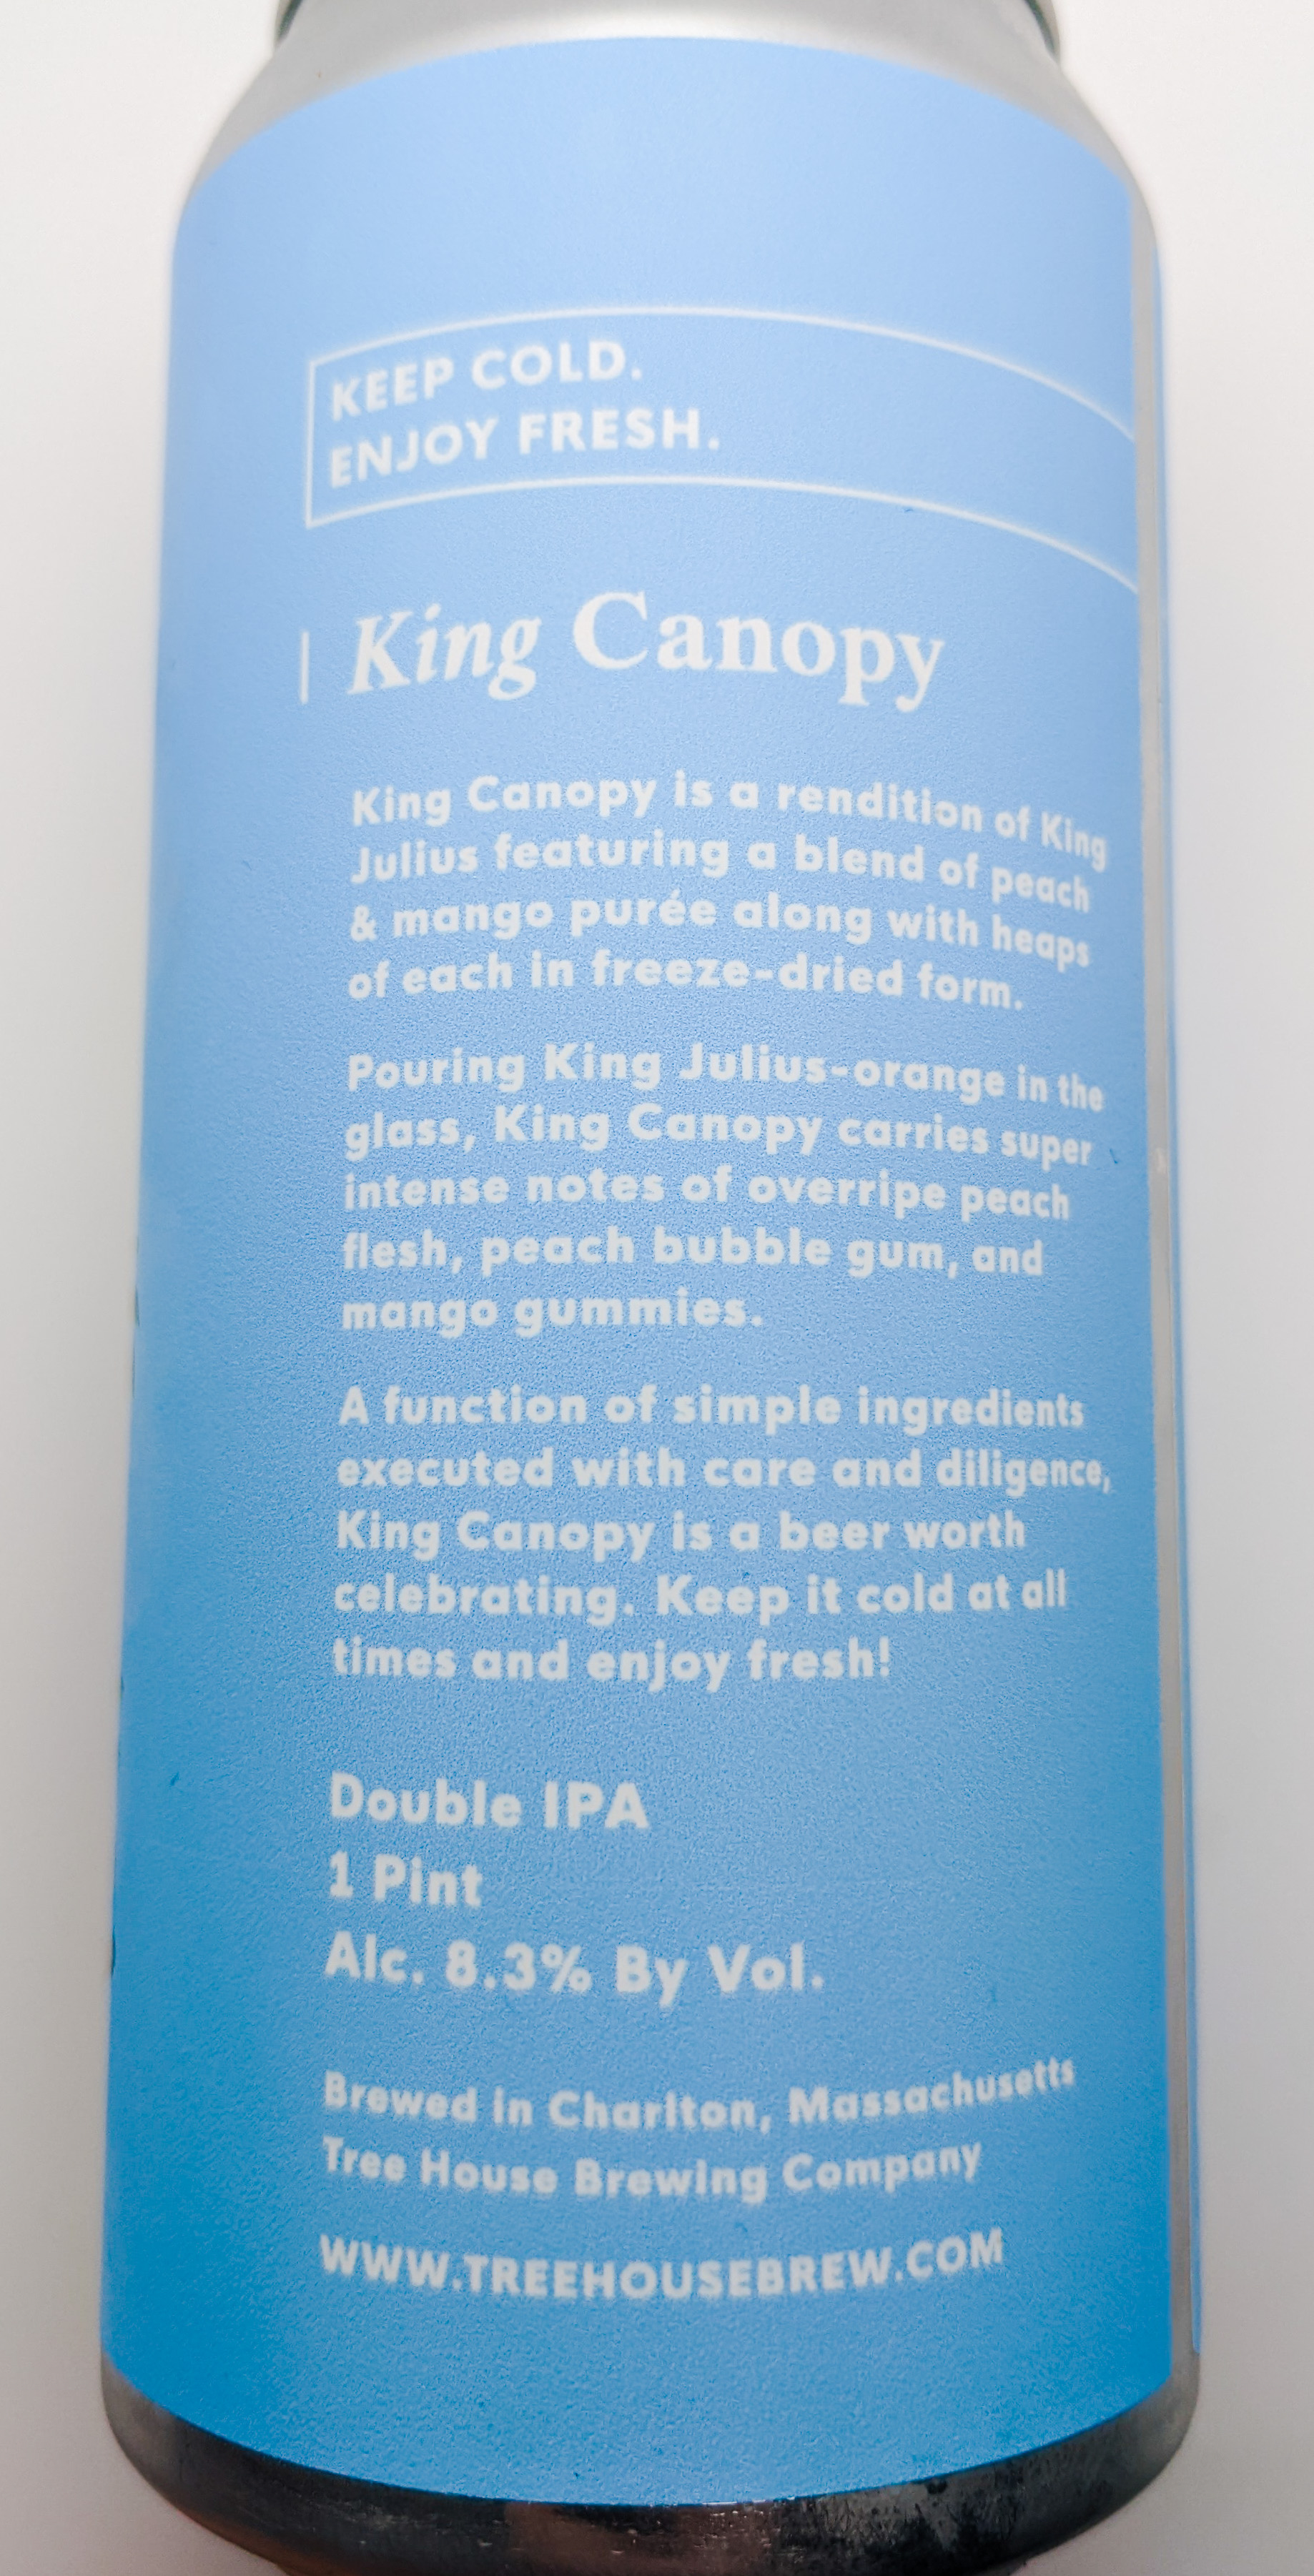 KEEP COLD.
ENJOY FRESH.
King Canopy
King Canopy is a rendition of King
Julius featuring a blend of peach
& mango purée along with heaps
of each in freeze-dried form.
Pouring King Julius-orange in the
glass, King Canopy carries super
intense notes of overripe peach
flesh, peach bubble gum, and
mango gummies.
A function of simple ingredients
executed with care and diligence,
King Canopy is a beer worth
celebrating. Keep it cold at all
times and enjoy fresh!
Double IPA
1 Pint
Alc. 8.3% By Vol.
Brewed in Charlton, Massachusetts
Tree House Brewing Company
WWW.TREEHOUSEBREW.COM